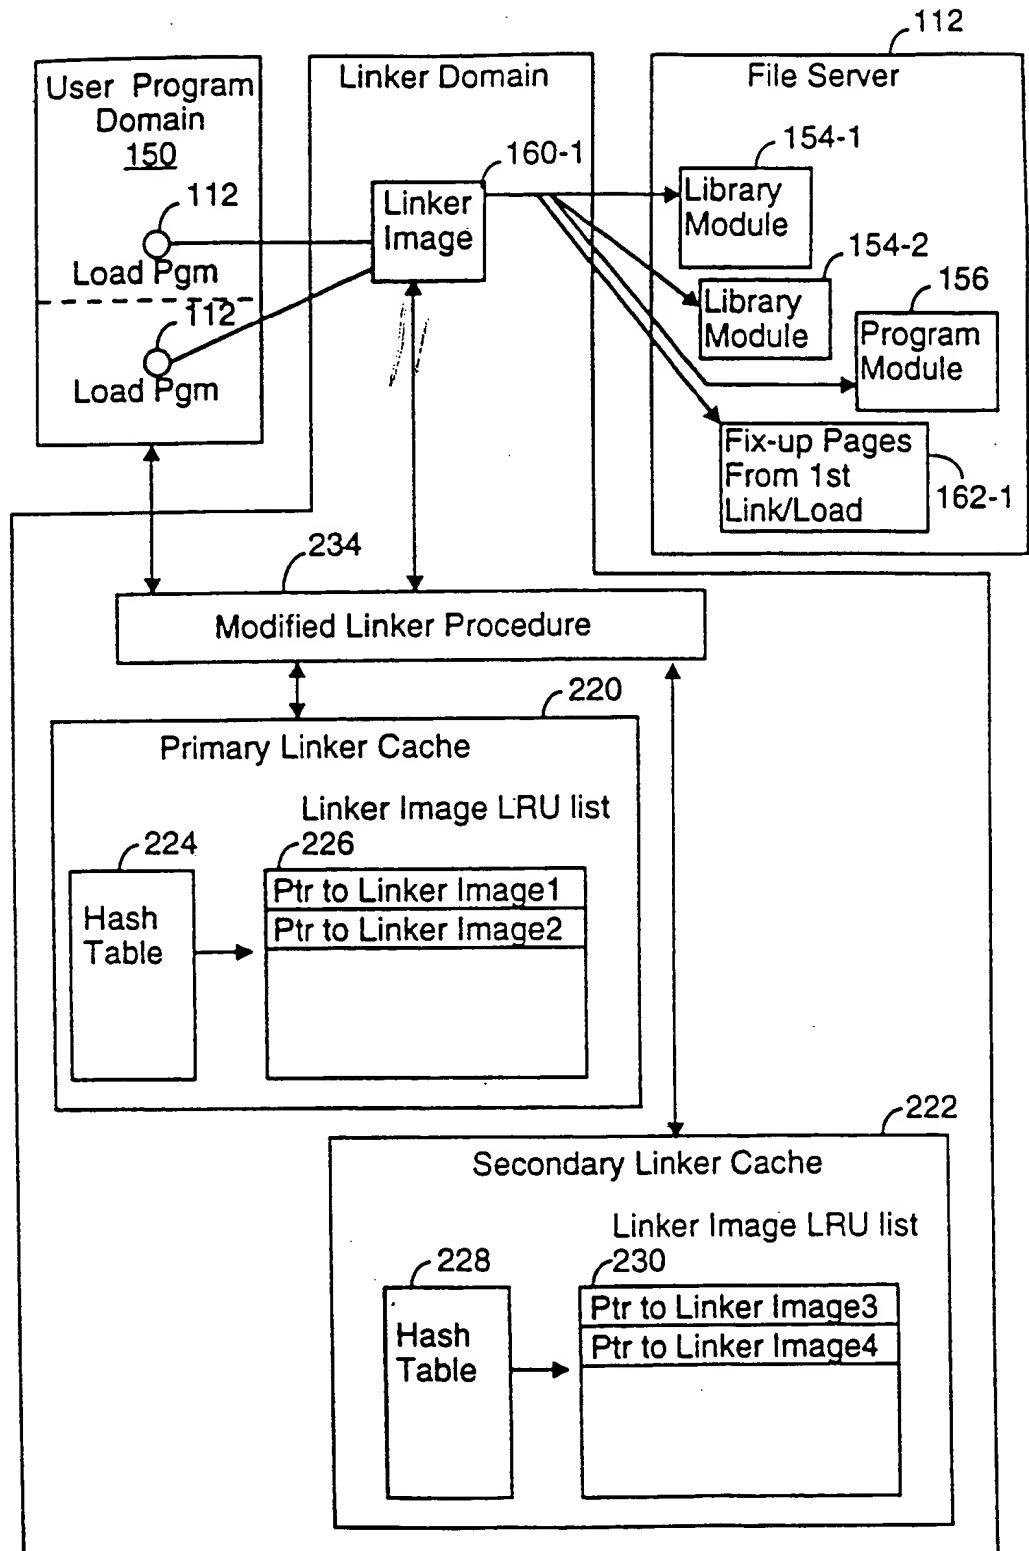 112
User Program
Domain
150
112
Load Pgm
112
Load Pgm
Linker Domain
160-1
Linker
Image
File Server
154-1
Library
Module
154-2
Library
Module
156
Program
Module
Fix-up Pages
From 1st
Link/Load
162-1
234
Modified Linker Procedure
220
Primary Linker Cache
Linker Image LRU list
224
226
Hash
Table
Ptr to Linker Image1
Ptr to Linker Image2
222
Secondary Linker Cache
Linker Image LRU list
228
230
Hash
Table
Ptr to Linker Image3
Ptr to Linker Image4